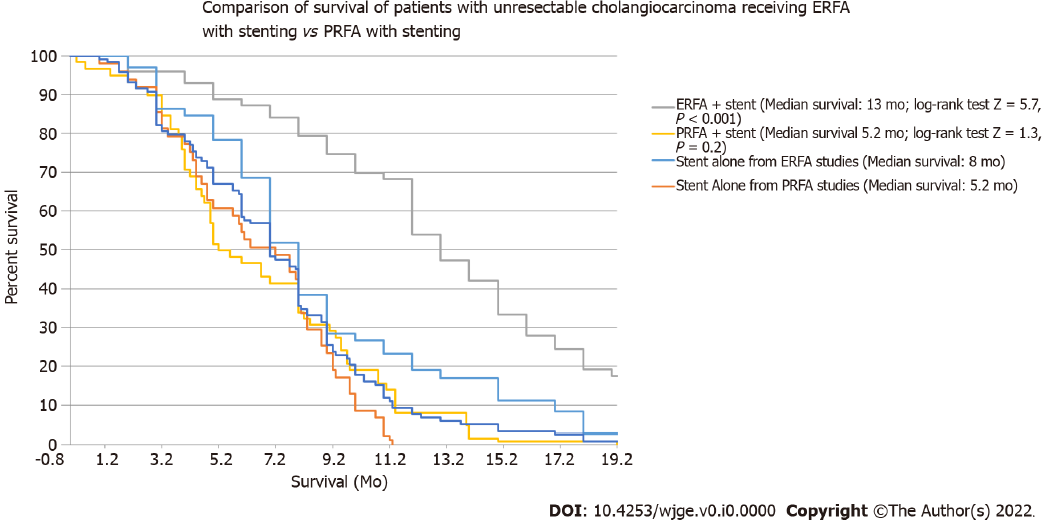 Comparison of survival of patients with unresectable cholangiocarcinoma receiving ERFA
with stenting vs PRFA with stenting
100
90
80
70
60
50
40
30
20
10
0
Percent survival
-0.8 1.2 3.2 5.2 7.2 9.2 11.2 13.2 15.2 17.2 19.2
Survival (Mo)
ERFA + stent (Median survival: 13 mo; log-rank test Z = 5.7,
P < 0.001)
PRFA + stent (Median survival 5.2 mo; log-rank test Z = 1.3,
P = 0.2)
Stent alone from ERFA studies (Median survival: 8 mo)
Stent Alone from PRFA studies (Median survival: 5.2 mo)
DOI: 10.4253/wjge.v0.i0.0000 Copyright ©The Author(s) 2022.